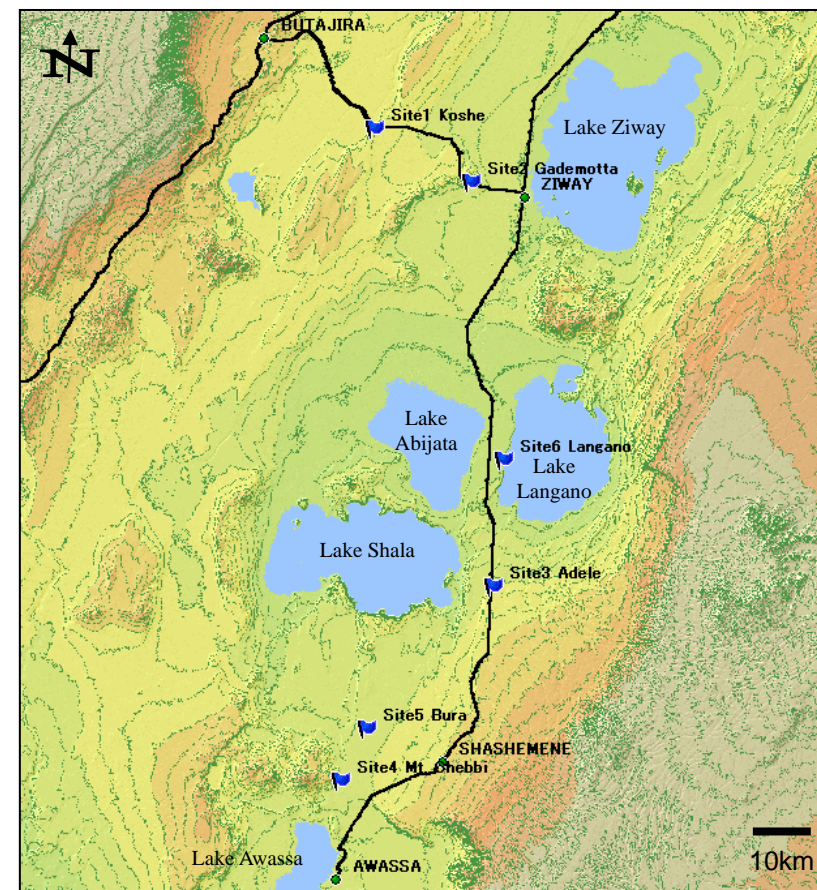 BUTAJIRA
N
Site1 Koshe
Lake Ziway
Site2 Gademotta
ZIWAY
Lake
Abijata
Site6 Langano
Lake
Langano
Lake Shala
Site3 Adele
Site5 Bura
SHASHEMENE
Site4 Mt. Chebbi
Lake Awassa
AWASSA
10km